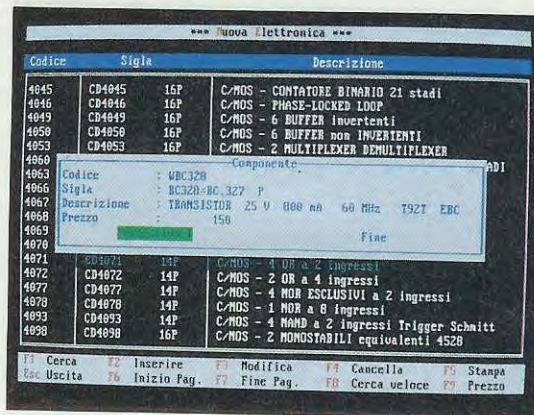 *** Nuova Elettronica ***
Codice Sigla Descrizione
4045 CD4045 16P C/MOS - CONTATORE BINARIO 21 stadi
4046 CD4046 16P C/MOS - PHASE-LOCKED LOOP
4049 CD4049 16P C/MOS - 6 BUFFER invertenti
4050 CD4050 16P C/MOS - 6 BUFFER non INVERTENTI
4053 CD4053 16P C/MOS - 2 MULTIPLEXER DEMULTIPLEXER
4060 ADI
4063
4066
4067
4068
4069
4070
Componente
Codice : WBC328
Sigla : BC328=BC.327 P
Descrizione : TRANSISTOR 25 V 800 mA 60 MHz T92T EBC
Prezzo : 150
Fine
4071 CD4071 14P C/MOS - 4 OR a 2 ingressi
4072 CD4072 14P C/MOS - 2 OR a 4 ingressi
4077 CD4077 14P C/MOS - 4 NOR ESCLUSIVI a 2 ingressi
4078 CD4078 14P C/MOS - 1 NOR a 8 ingressi
4093 CD4093 14P C/MOS - 4 NAND a 2 ingressi Trigger Schmitt
4098 CD4098 16P C/MOS - 2 MONOSTABILI equivalenti 4528
F1 Cerca F2 Inserire F3 Modifica F4 Cancella F5 Stampa
Esc Uscita F6 Inizio Pag. F7 Fine Pag. F8 Cerca veloce F9 Prezzo